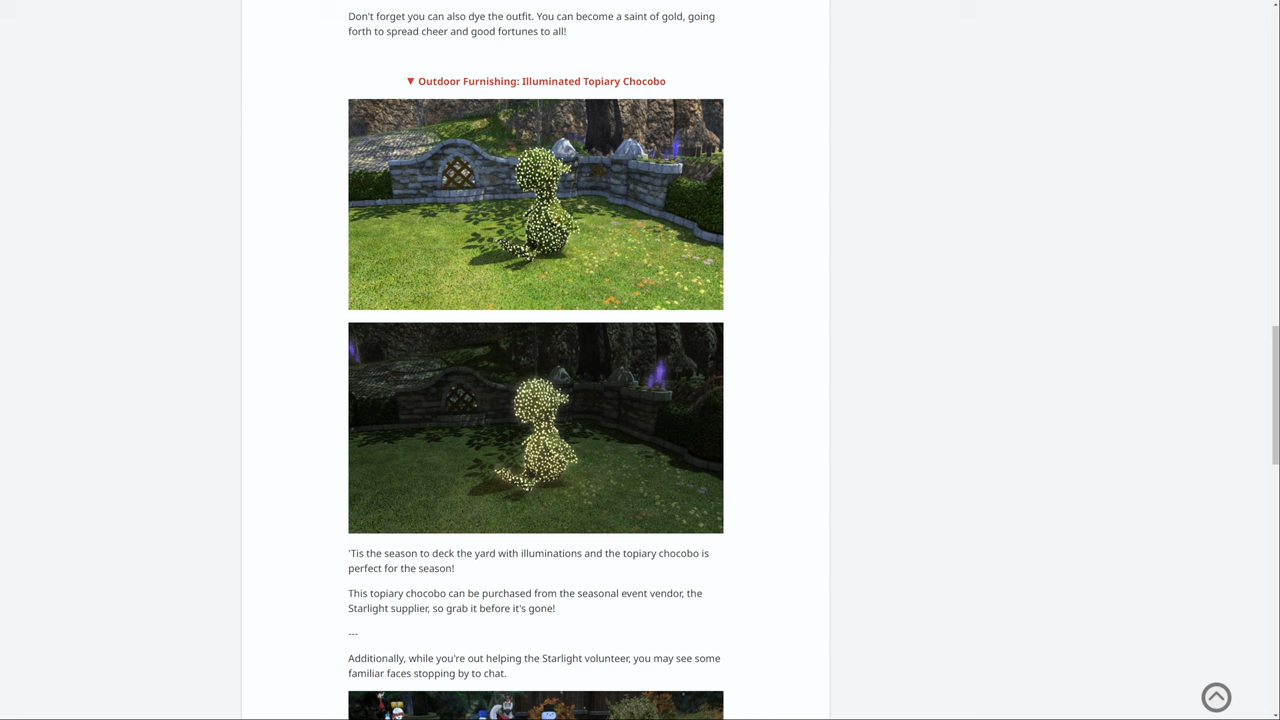 Don't forget you can also dye the outfit. You can become a saint of gold, going
forth to spread cheer and good fortunes to all!
▼ Outdoor Furnishing: Illuminated Topiary Chocobo
'Tis the season to deck the yard with illuminations and the topiary chocobo is
perfect for the season!
This topiary chocobo can be purchased from the seasonal event vendor, the
Starlight supplier, so grab it before it's gone!
---
Additionally, while you're out helping the Starlight volunteer, you may see some
familiar faces stopping by to chat.